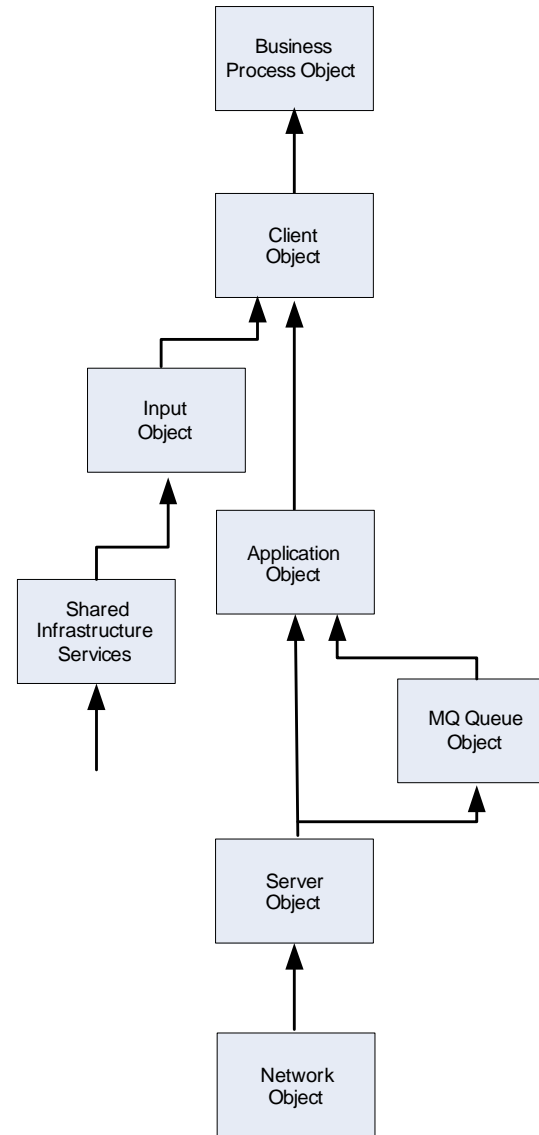 Business
Process Object
Client
Object
Input
Object
Application
Object
Shared
Infrastructure
Services
MQ Queue
Object
Server
Object
Network
Object